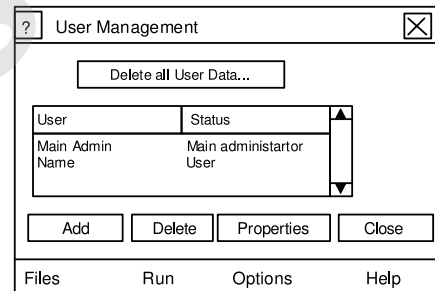 ? User Management
Delete all User Data...
User Status
Main Admin Main administartor
Name User
Add Delete Properties Close
Files Run Options Help